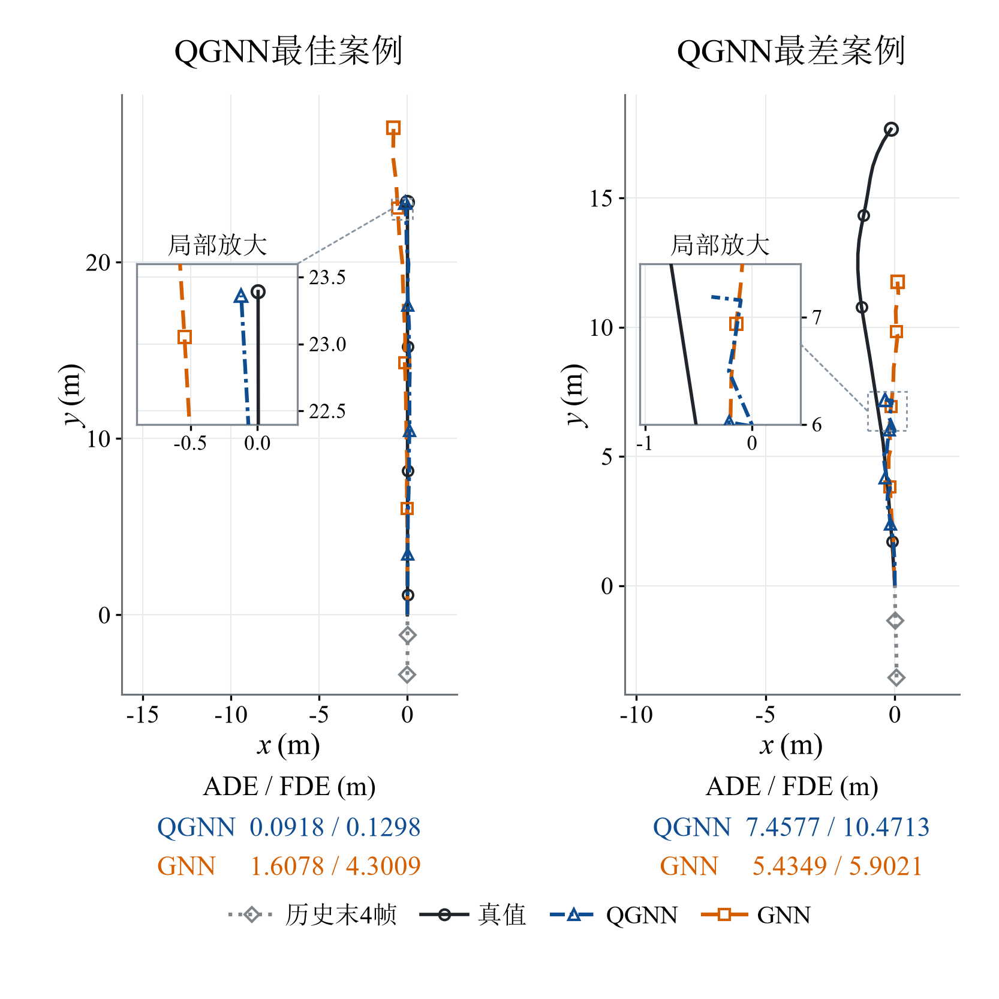 QGNN最佳案例
QGNN最差案例
局部放大
23.5
23.0
22.5
-0.5 0.0
20
10
0
y (m)
-15 -10 -5 0
x (m)
局部放大
7
6
-1 0
15
10
5
0
y (m)
-10 -5 0
x (m)
ADE / FDE (m)
QGNN 0.0918 / 0.1298
GNN 1.6078 / 4.3009
ADE / FDE (m)
QGNN 7.4577 / 10.4713
GNN 5.4349 / 5.9021
历史末4帧 真值 QGNN GNN